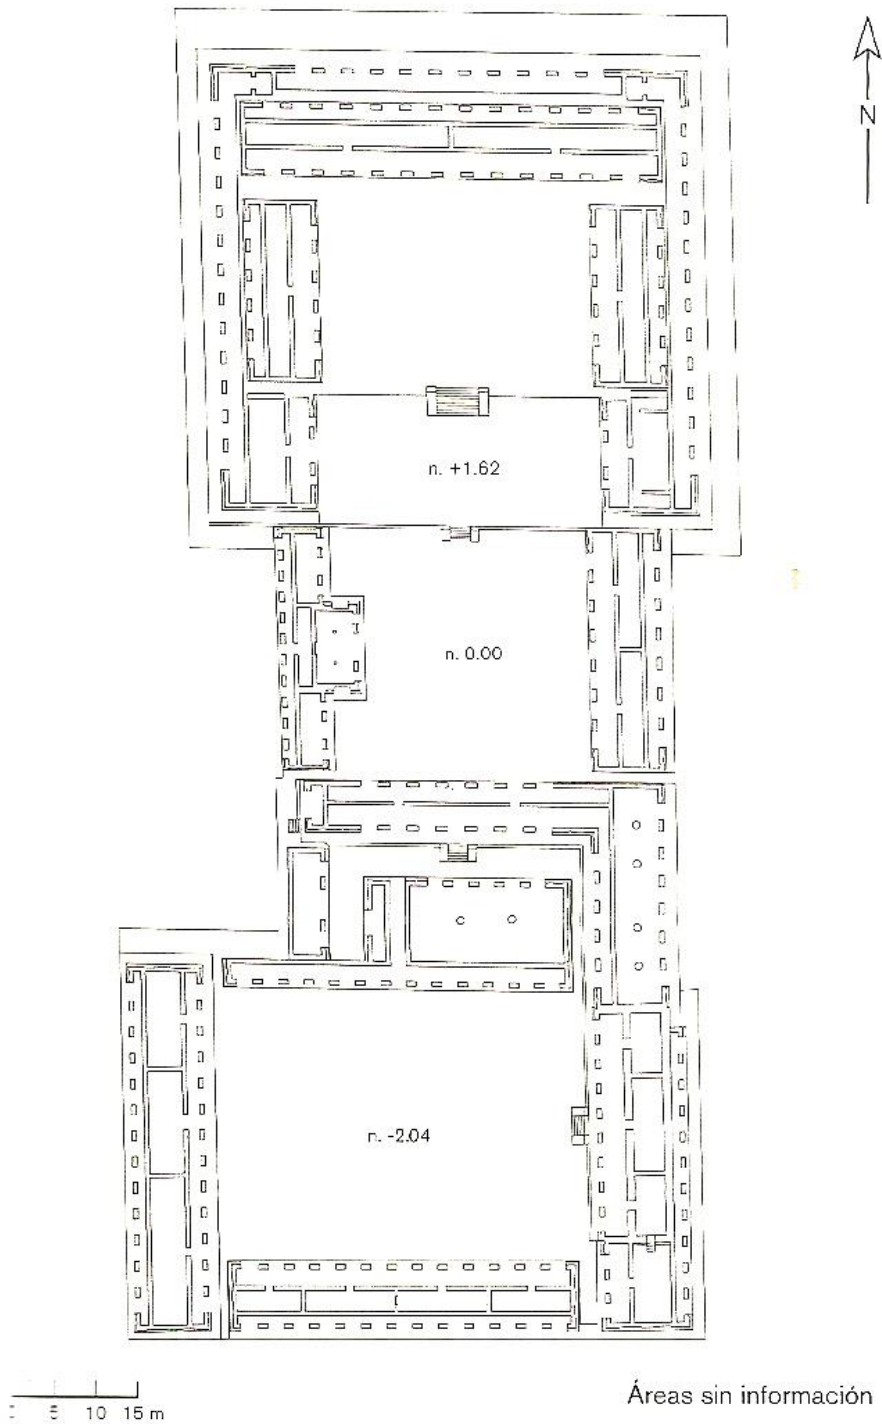 N
n. +1.62
n. 0.00
n. -2.04
5 10 15 m
Áreas sin información